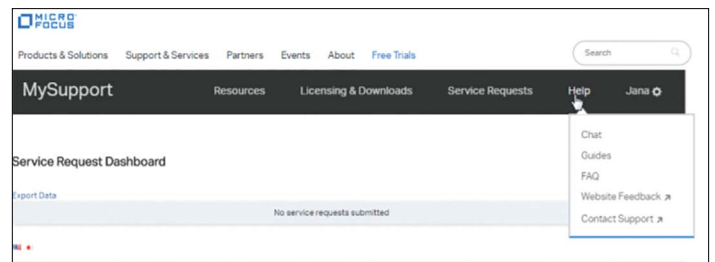 MICRO
FOCUS
Products & Solutions Support & Services Partners Events About Free Trials Search
MySupport Resources Licensing & Downloads Service Requests Help Jana
Chat
Guides
FAQ
Website Feedback
Contact Support
Service Request Dashboard
Export Data
No service requests submitted